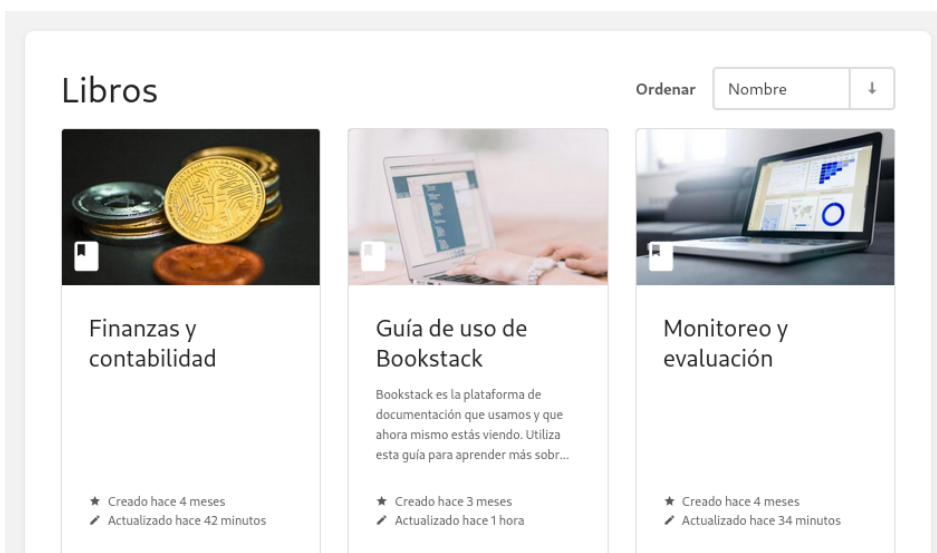 Libros
Ordenar
Nombre
Finanzas y
contabilidad
Creado hace 4 meses
Actualizado hace 42 minutos
Guía de uso de
Bookstack
Bookstack es la plataforma de
documentación que usamos y que
ahora mismo estás viendo. Utiliza
esta guía para aprender más sobr...
Creado hace 3 meses
Actualizado hace 1 hora
Monitoreo y
evaluación
Creado hace 4 meses
Actualizado hace 34 minutos